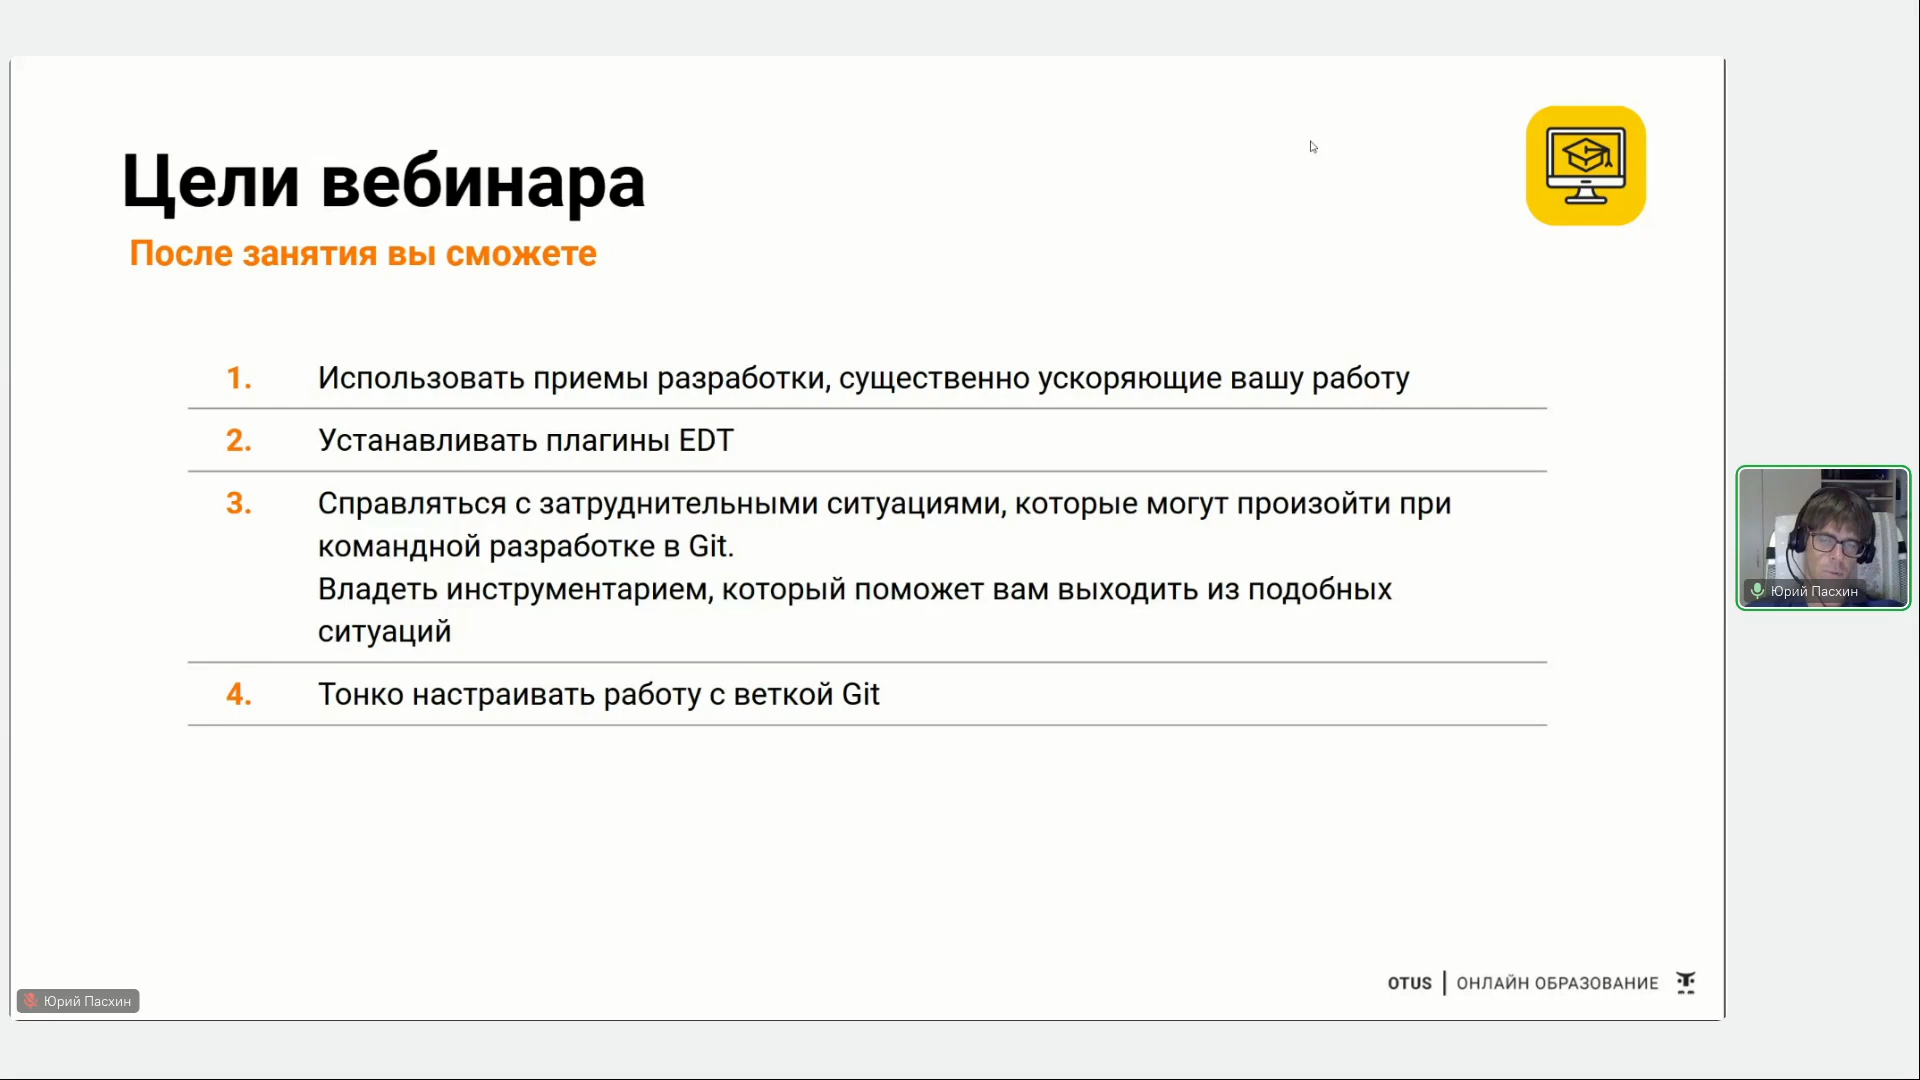 Цели вебинара
После занятия вы сможете
1. Использовать приемы разработки, существенно ускоряющие вашу работу
2. Устанавливать плагины EDT
3. Справляться с затруднительными ситуациями, которые могут произойти при
командной разработке в Git.
Владеть инструментарием, который поможет вам выходить из подобных
ситуаций
4. Тонко настраивать работу с веткой Git
Юрий Пасхин
OTUS | ОНЛАЙН ОБРАЗОВАНИЕ
Юрий Пасхин